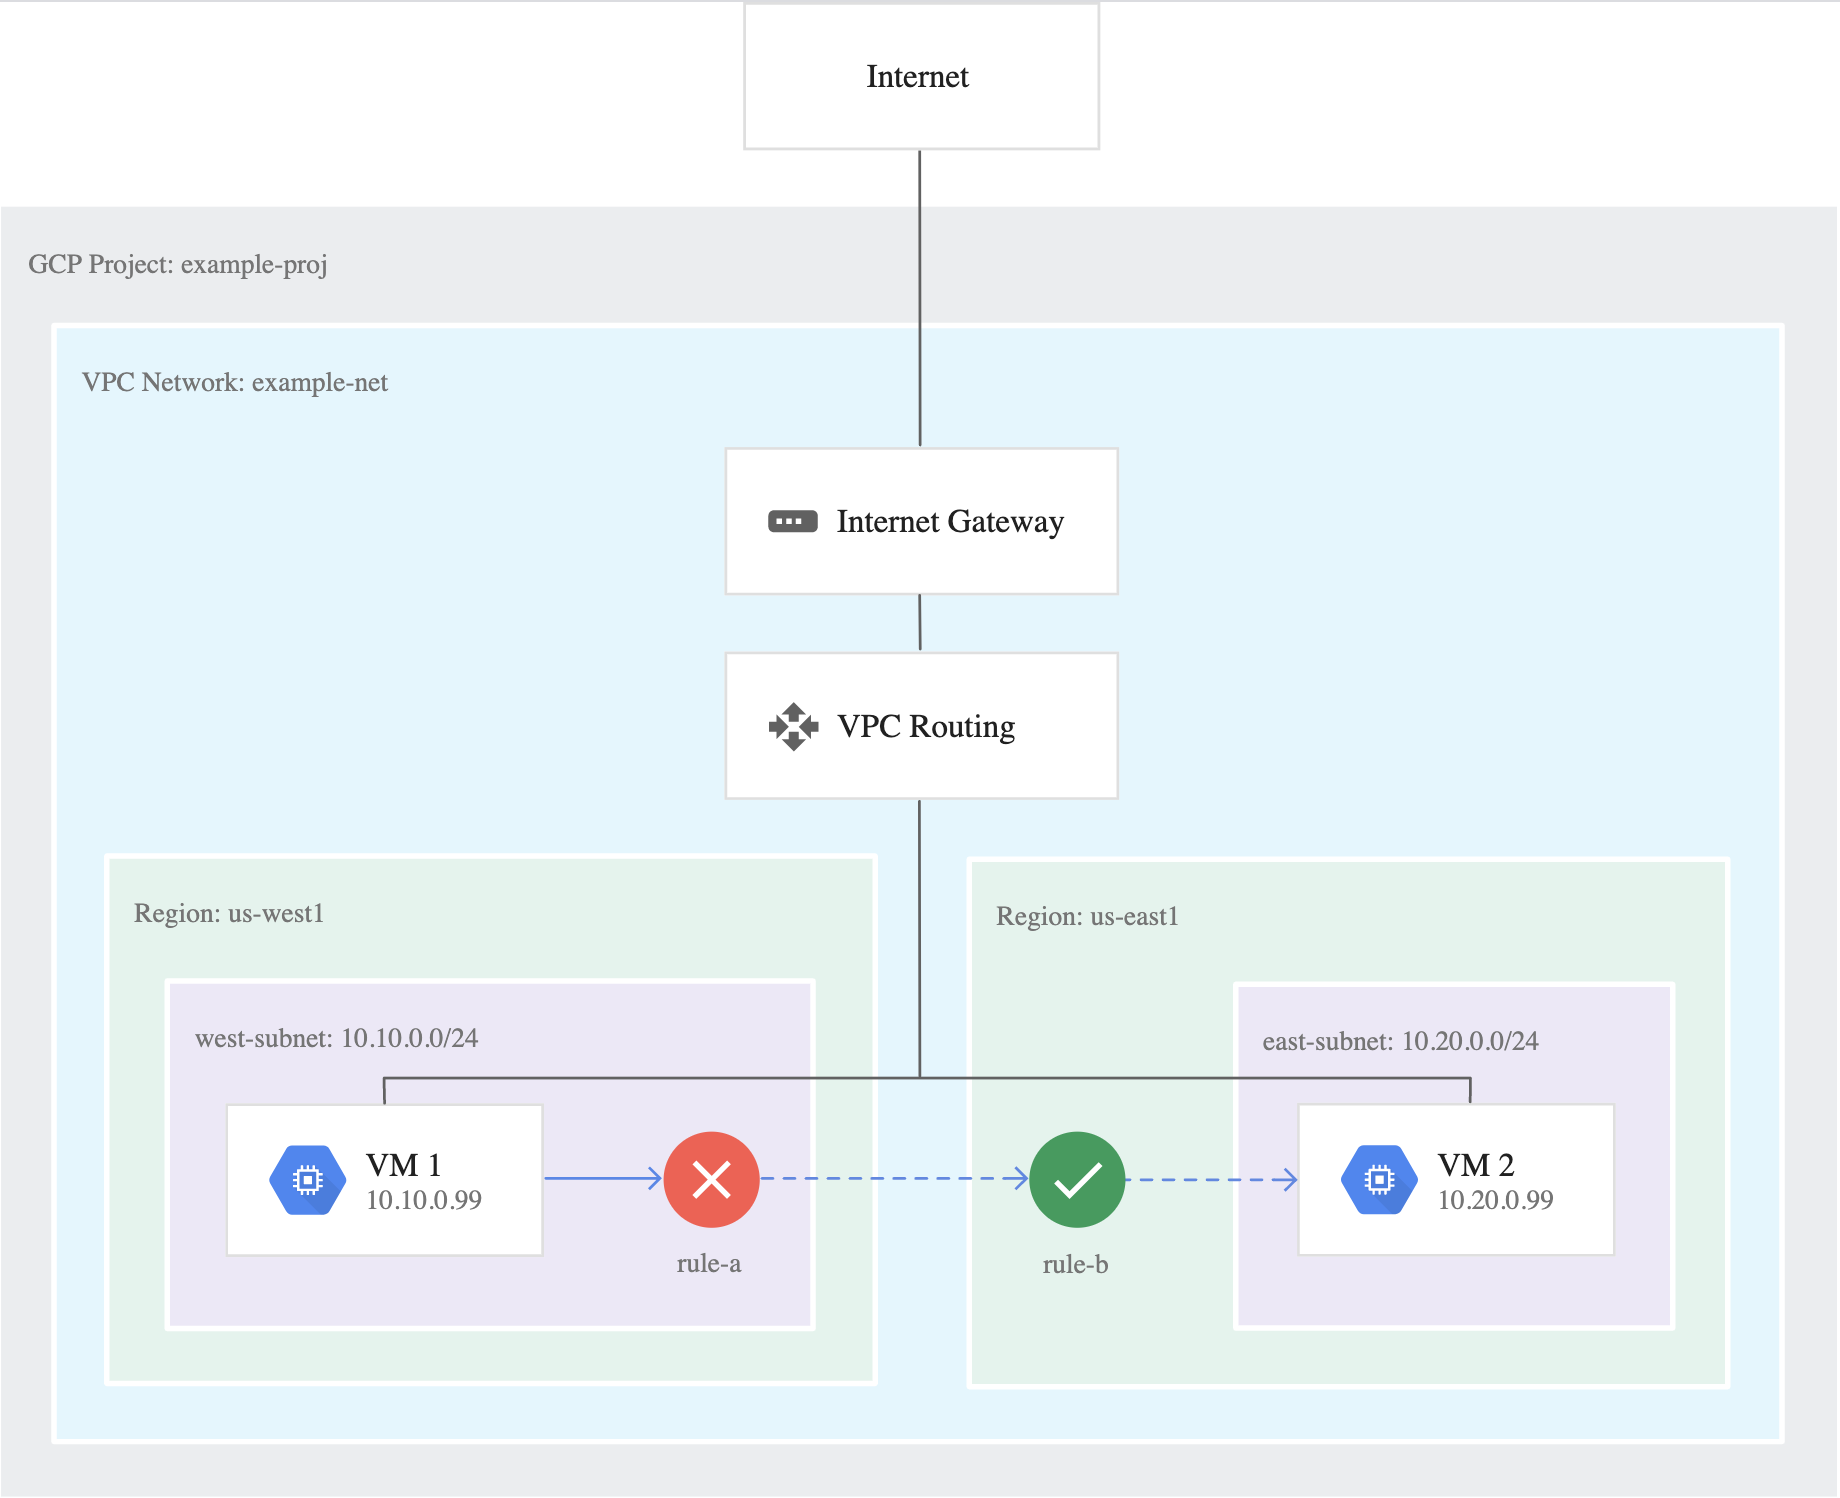 Internet
GCP Project: example-proj
VPC Network: example-net
Internet Gateway
VPC Routing
Region: us-west1
Region: us-east1
west-subnet: 10.10.0.0/24
east-subnet: 10.20.0.0/24
VM 1
10.10.0.99
rule-a
rule-b
VM 2
10.20.0.99